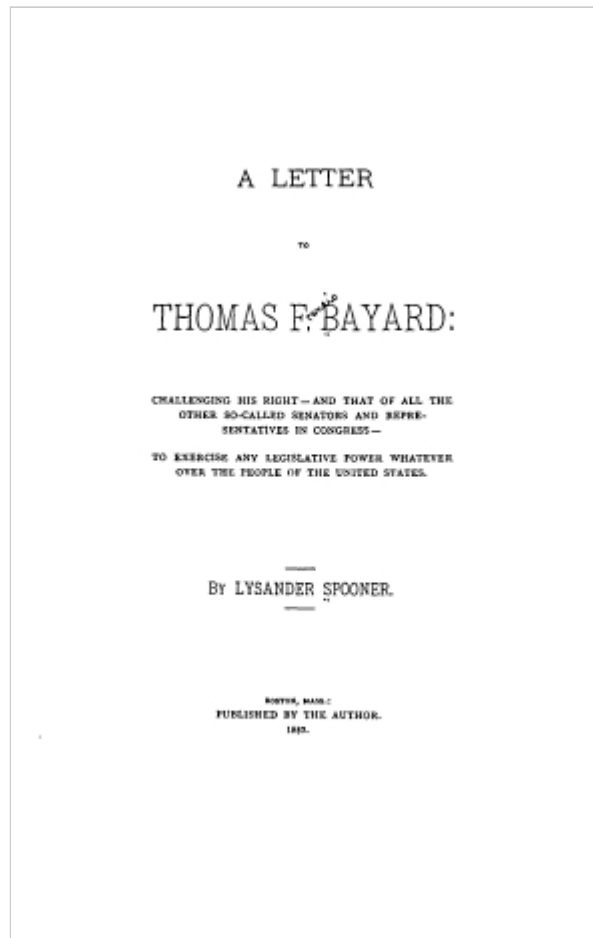 A LETTER
TO
THOMAS F. BAYARD:
CHALLENGING HIS RIGHT — AND THAT OF ALL THE
OTHER SO-CALLED SENATORS AND REPRE-
SENTATIVES IN CONGRESS —
TO EXERCISE ANY LEGISLATIVE POWER WHATEVER
OVER THE PEOPLE OF THE UNITED STATES.
BY LYSANDER SPOONER.
BOSTON, MASS.:
PUBLISHED BY THE AUTHOR.